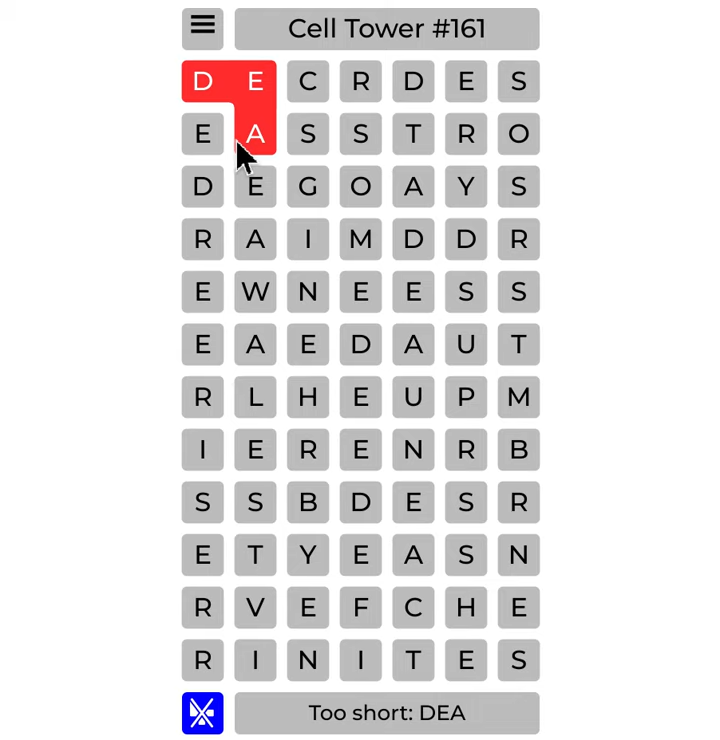 Cell Tower #161
D E C R D E S
E A S S T R O
D E G O A Y S
R A I M D D R
E W N E E S S
E A E D A U T
R L H E U P M
I E R E N R B
S S B D E S R
E T Y E A S N
R V E F C H E
R I N I T E S
Too short: DEA